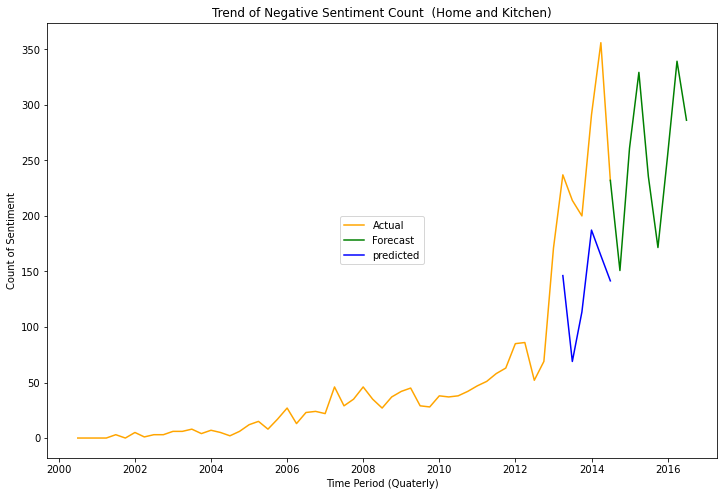 Trend of Negative Sentiment Count  (Home and Kitchen)
Count of Sentiment
350
300
250
200
150
100
50
0
Actual
Forecast
predicted
2000 2002 2004 2006 2008 2010 2012 2014 2016
Time Period (Quaterly)